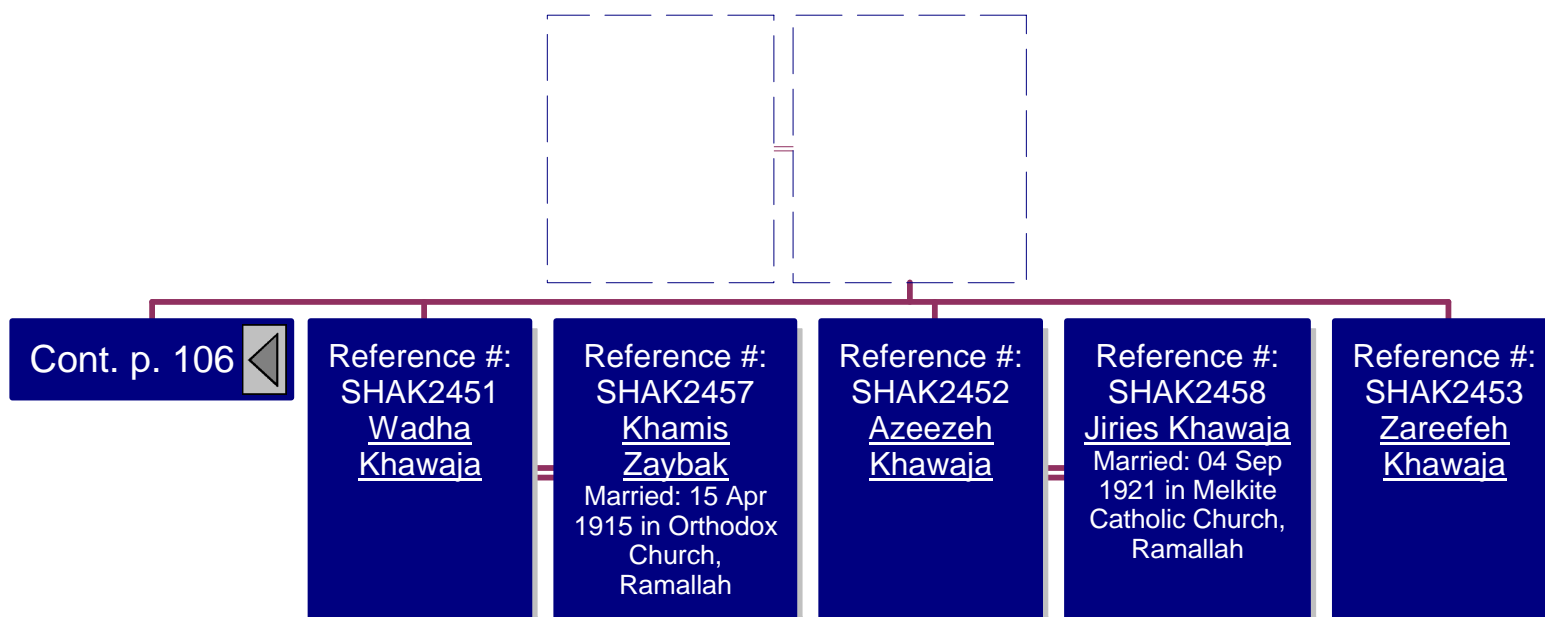 Cont. p. 106
Reference #:
SHAK2451
Wadha
Khawaja
Reference #:
SHAK2457
Khamis
Zaybak
Married: 15 Apr
1915 in Orthodox
Church,
Ramallah
Reference #:
SHAK2452
Azeezeh
Khawaja
Reference #:
SHAK2458
Jiries Khawaja
Married: 04 Sep
1921 in Melkite
Catholic Church,
Ramallah
Reference #:
SHAK2453
Zareefeh
Khawaja